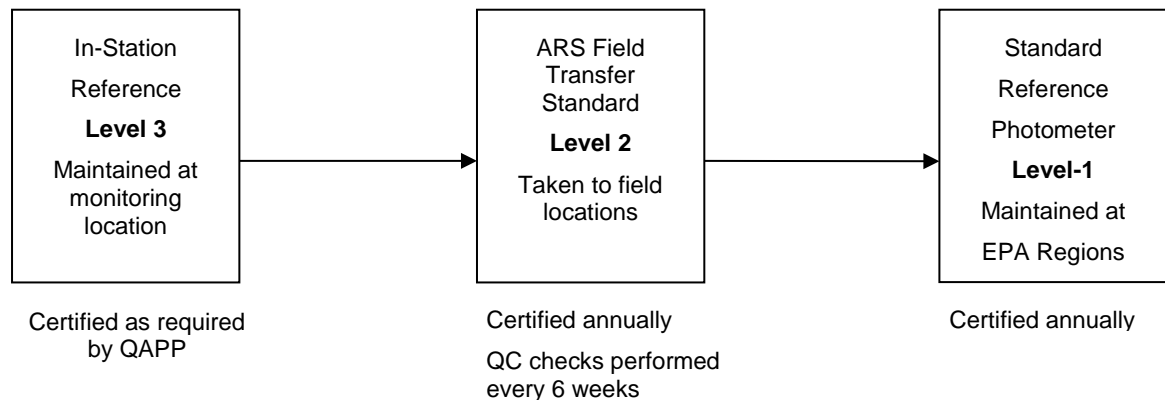 In-Station
Reference
Level 3
Maintained at
monitoring
location
Certified as required
by QAPP
ARS Field
Transfer
Standard
Level 2
Taken to field
locations
Certified annually
QC checks performed
every 6 weeks
Standard
Reference
Photometer
Level-1
Maintained at
EPA Regions
Certified annually